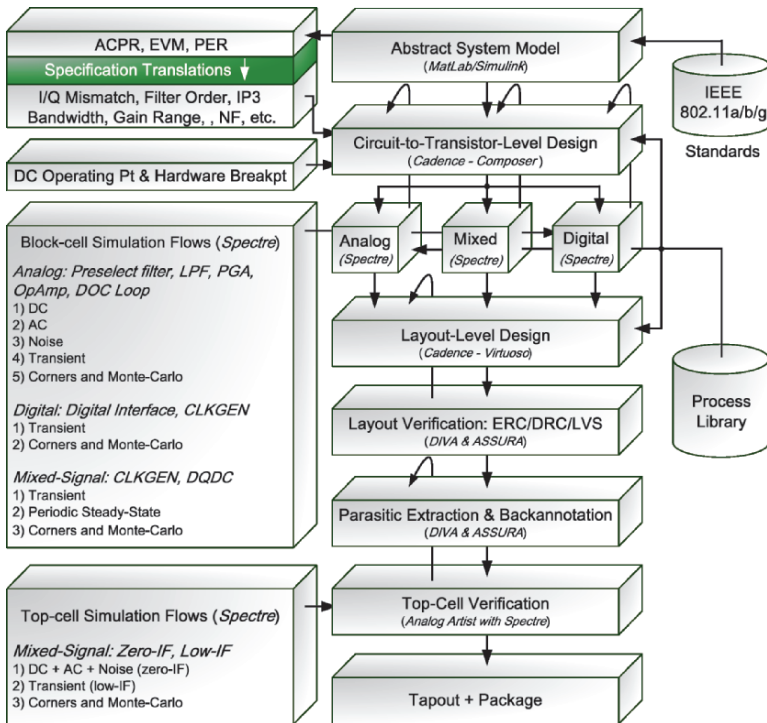 ACPR, EVM, PER
Specification Translations
I/Q Mismatch, Filter Order, IP3
Bandwidth, Gain Range, , NF, etc.
DC Operating Pt & Hardware Breakpt
Block-cell Simulation Flows (Spectre)
Analog: Preselect filter, LPF, PGA,
OpAmp, DOC Loop
1) DC
2) AC
3) Noise
4) Transient
5) Corners and Monte-Carlo
Digital: Digital Interface, CLKGEN
1) Transient
2) Corners and Monte-Carlo
Mixed-Signal: CLKGEN, DQDC
1) Transient
2) Periodic Steady-State
3) Corners and Monte-Carlo
Top-cell Simulation Flows (Spectre)
Mixed-Signal: Zero-IF, Low-IF
1) DC + AC + Noise (zero-IF)
2) Transient (low-IF)
3) Corners and Monte-Carlo
Abstract System Model
(MatLab/Simulink)
Circuit-to-Transistor-Level Design
(Cadence - Composer)
Analog
(Spectre)
Mixed
(Spectre)
Digital
(Spectre)
Layout-Level Design
(Cadence - Virtuoso)
Layout Verification: ERC/DRC/LVS
(DIVA & ASSURA)
Parasitic Extraction & Backannotation
(DIVA & ASSURA)
Top-Cell Verification
(Analog Artist with Spectre)
Tapout + Package
IEEE
802.11a/b/g
Standards
Process
Library